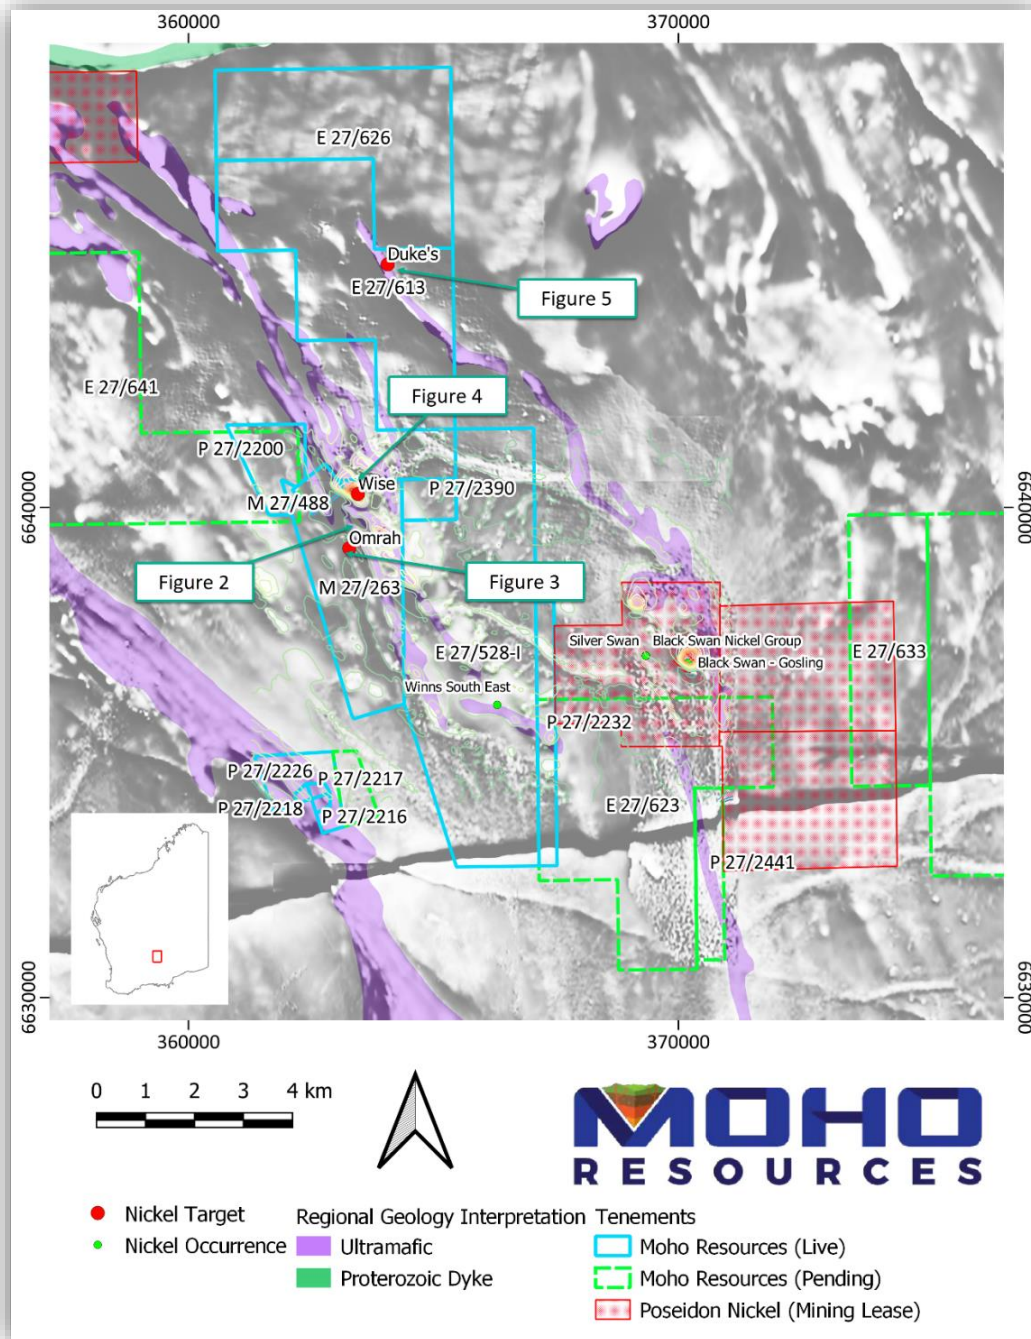 360000
370000
E 27/626
Duke's
E 27/613
Figure 5
E 27/641
Figure 4
P 27/2200
Wise
P 27/2390
M 27/488
6640000
6640000
Omrah
Figure 2
Figure 3
M 27/263
Silver Swan
Black Swan Nickel Group
E 27/528-I
E 27/633
Black Swan - Gosling
Winns South East
P 27/2232
P 27/2226
P 27/2217
P 27/2218
P 27/2216
E 27/623
P 27/2441
6630000
6630000
360000
370000
0 1 2 3 4 km
MOHO
RESOURCES
Nickel Target
Nickel Occurrence
Regional Geology Interpretation
Ultramafic
Proterozoic Dyke
Tenements
Moho Resources (Live)
Moho Resources (Pending)
Poseidon Nickel (Mining Lease)